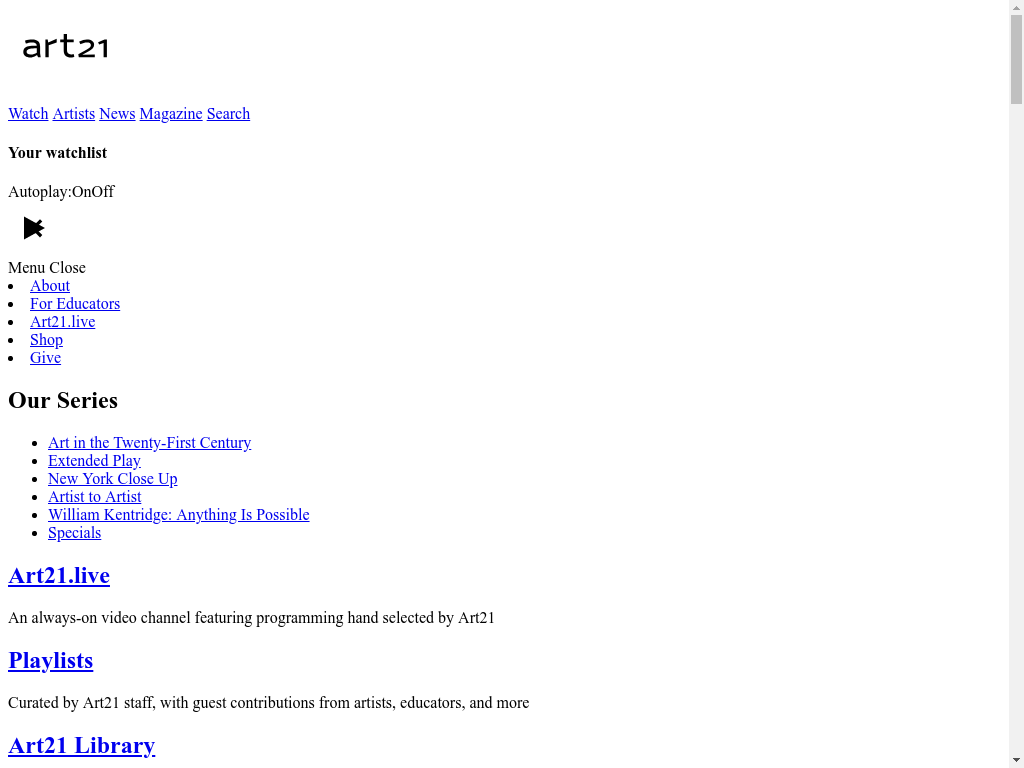 art21
Watch Artists News Magazine Search
Your watchlist
Autoplay:OnOff
Menu Close
About
For Educators
Art21.live
Shop
Give
Our Series
Art in the Twenty-First Century
Extended Play
New York Close Up
Artist to Artist
William Kentridge: Anything Is Possible
Specials
Art21.live
An always-on video channel featuring programming hand selected by Art21
Playlists
Curated by Art21 staff, with guest contributions from artists, educators, and more
Art21 Library